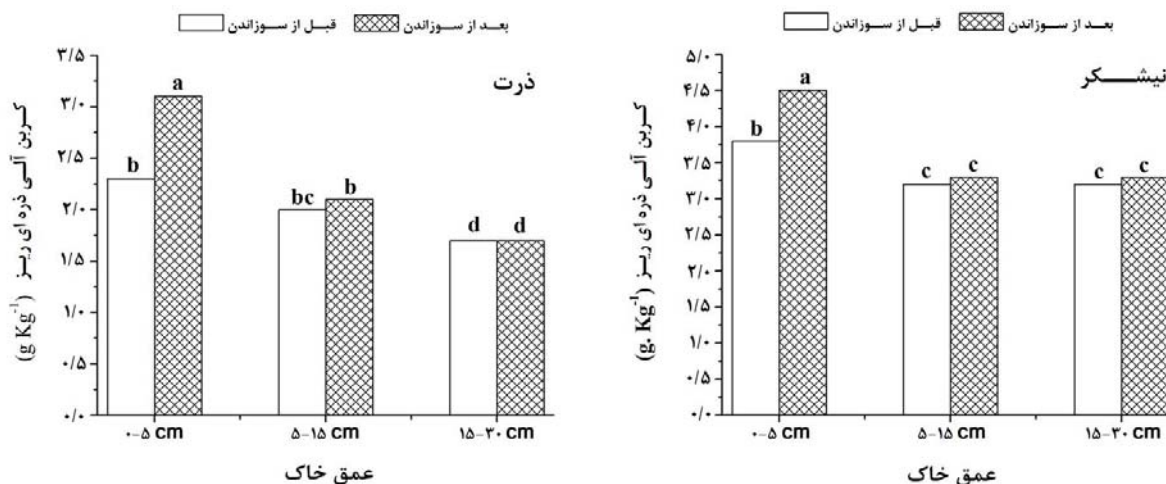 قبل از سوزاندن بعد از سوزاندن
ذرت
کربن آلی ذره ای ریز (g Kg-1)
۳/۵
۳/۰
۲/۵
۲/۰
۱/۵
۱/۰
۰/۵
۰/۰
b a
bc b
d d
۰-۵ cm ۵-۱۵ cm ۱۵-۳۰ cm
عمق خاک
قبل از سوزاندن بعد از سوزاندن
نیشکر
کربن آلی ذره ای ریز (g. Kg-1)
۵/۰
۴/۵
۴/۰
۳/۵
۳/۰
۲/۵
۲/۰
۱/۵
۱/۰
۰/۵
۰/۰
b a
c c
c c
۰-۵ cm ۵-۱۵ cm ۱۵-۳۰ cm
عمق خاک